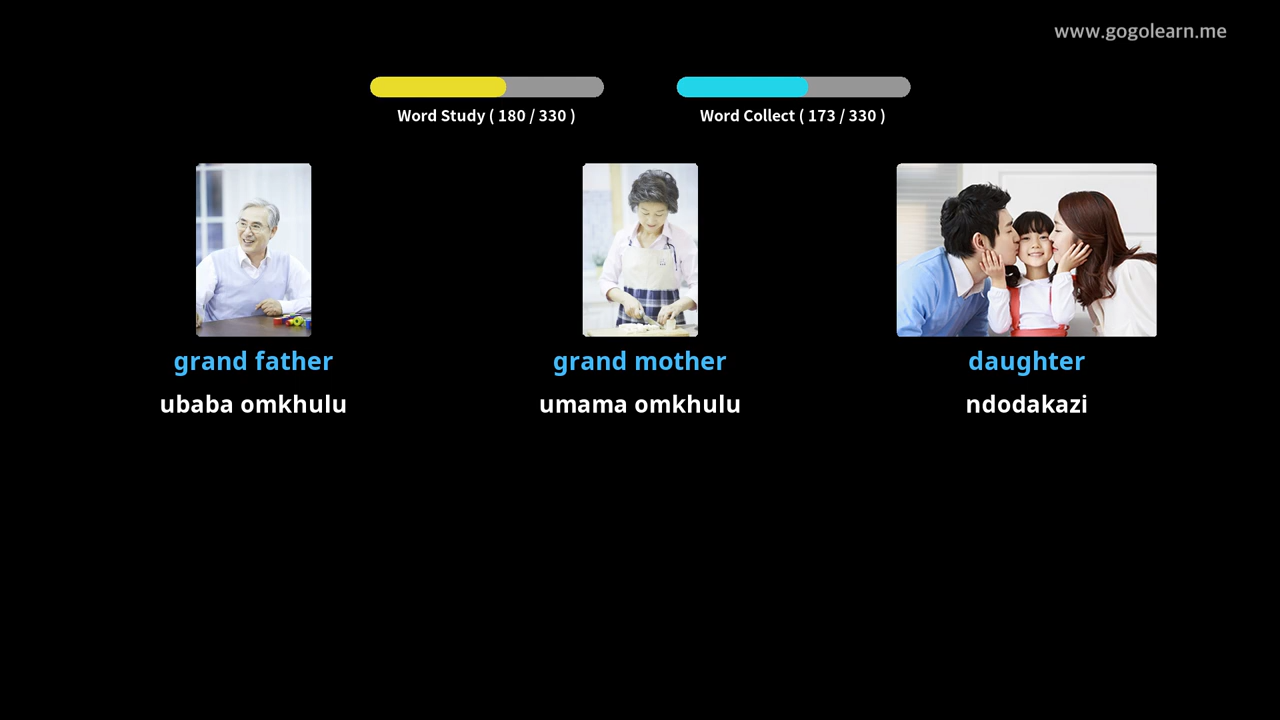 www.gogolearn.me
Word Study ( 180 / 330 )
Word Collect ( 173 / 330 )
grand father
grand mother
daughter
ubaba omkhulu
umama omkhulu
ndodakazi